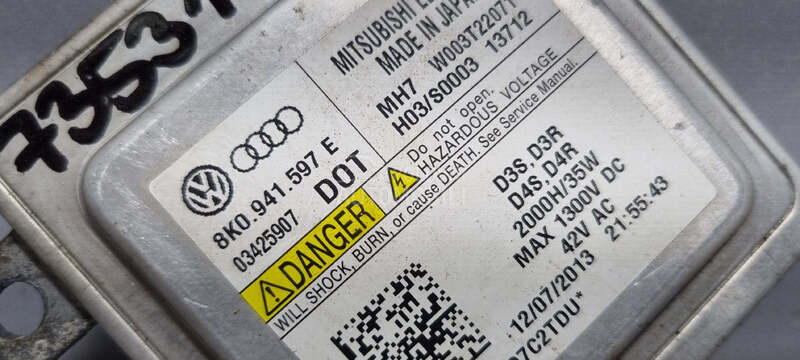 73531
MITSUBISHI
MADE IN JAPAN
MH7 W003T22071
H03/S0003 13712
8K0.941.597 E
03425907 DOT
Do not open.
HAZARDOUS VOLTAGE
DANGER
WILL SHOCK, BURN, or cause DEATH. See Service Manual.
D3S, D3R
D4S, D4R
2000H/35W
MAX 1300V DC
42V AC
12/07/2013 21:55:43
7C2TDU*